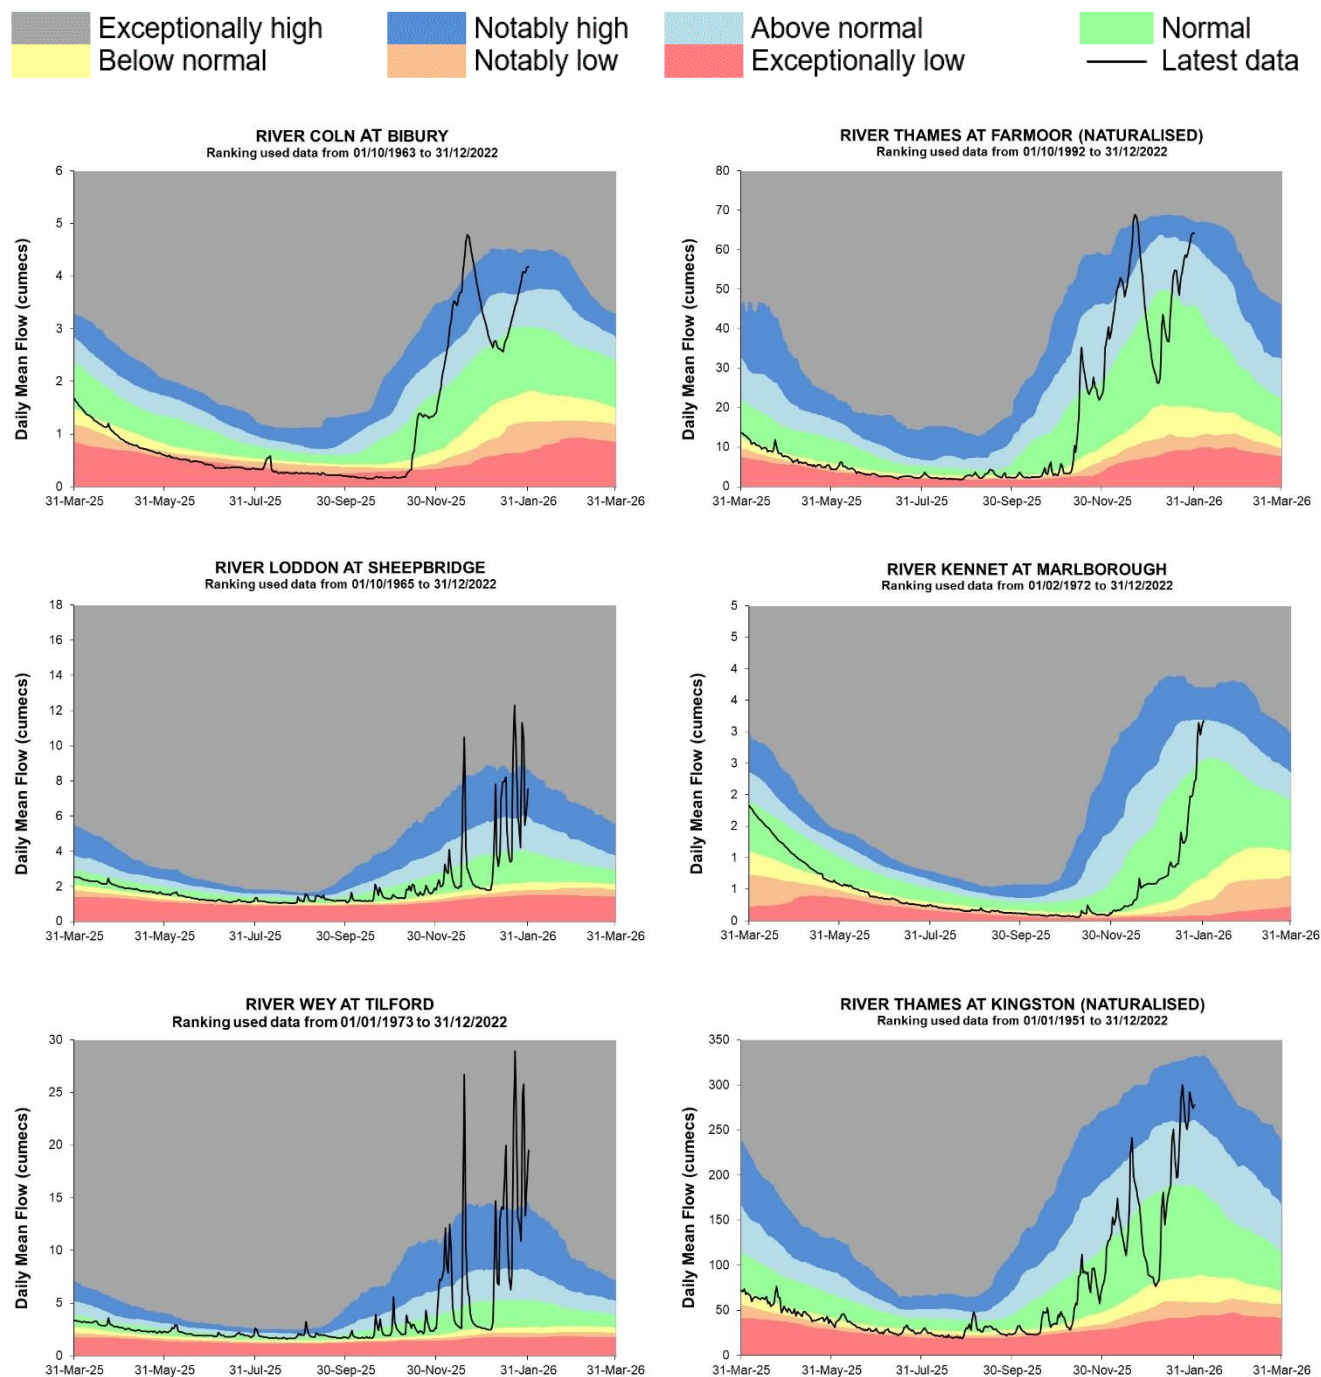 Exceptionally high Notably high Above normal Normal
Below normal Notably low Exceptionally low Latest data
RIVER COLN AT BIBURY
Ranking used data from 01/10/1963 to 31/12/2022
Daily Mean Flow (cumecs)
6
5
4
3
2
1
0
31-Mar-25 31-May-25 31-Jul-25 30-Sep-25 30-Nov-25 31-Jan-26 31-Mar-26
RIVER THAMES AT FARMOOR (NATURALISED)
Ranking used data from 01/10/1992 to 31/12/2022
Daily Mean Flow (cumecs)
80
70
60
50
40
30
20
10
0
31-Mar-25 31-May-25 31-Jul-25 30-Sep-25 30-Nov-25 31-Jan-26 31-Mar-26
RIVER LODDON AT SHEEPBRIDGE
Ranking used data from 01/10/1965 to 31/12/2022
Daily Mean Flow (cumecs)
18
16
14
12
10
8
6
4
2
0
31-Mar-25 31-May-25 31-Jul-25 30-Sep-25 30-Nov-25 31-Jan-26 31-Mar-26
RIVER KENNET AT MARLBOROUGH
Ranking used data from 01/02/1972 to 31/12/2022
Daily Mean Flow (cumecs)
5
5
4
4
3
3
2
2
1
1
0
31-Mar-25 31-May-25 31-Jul-25 30-Sep-25 30-Nov-25 31-Jan-26 31-Mar-26
RIVER WEY AT TILFORD
Ranking used data from 01/01/1973 to 31/12/2022
Daily Mean Flow (cumecs)
30
25
20
15
10
5
0
31-Mar-25 31-May-25 31-Jul-25 30-Sep-25 30-Nov-25 31-Jan-26 31-Mar-26
RIVER THAMES AT KINGSTON (NATURALISED)
Ranking used data from 01/01/1951 to 31/12/2022
Daily Mean Flow (cumecs)
350
300
250
200
150
100
50
0
31-Mar-25 31-May-25 31-Jul-25 30-Sep-25 30-Nov-25 31-Jan-26 31-Mar-26